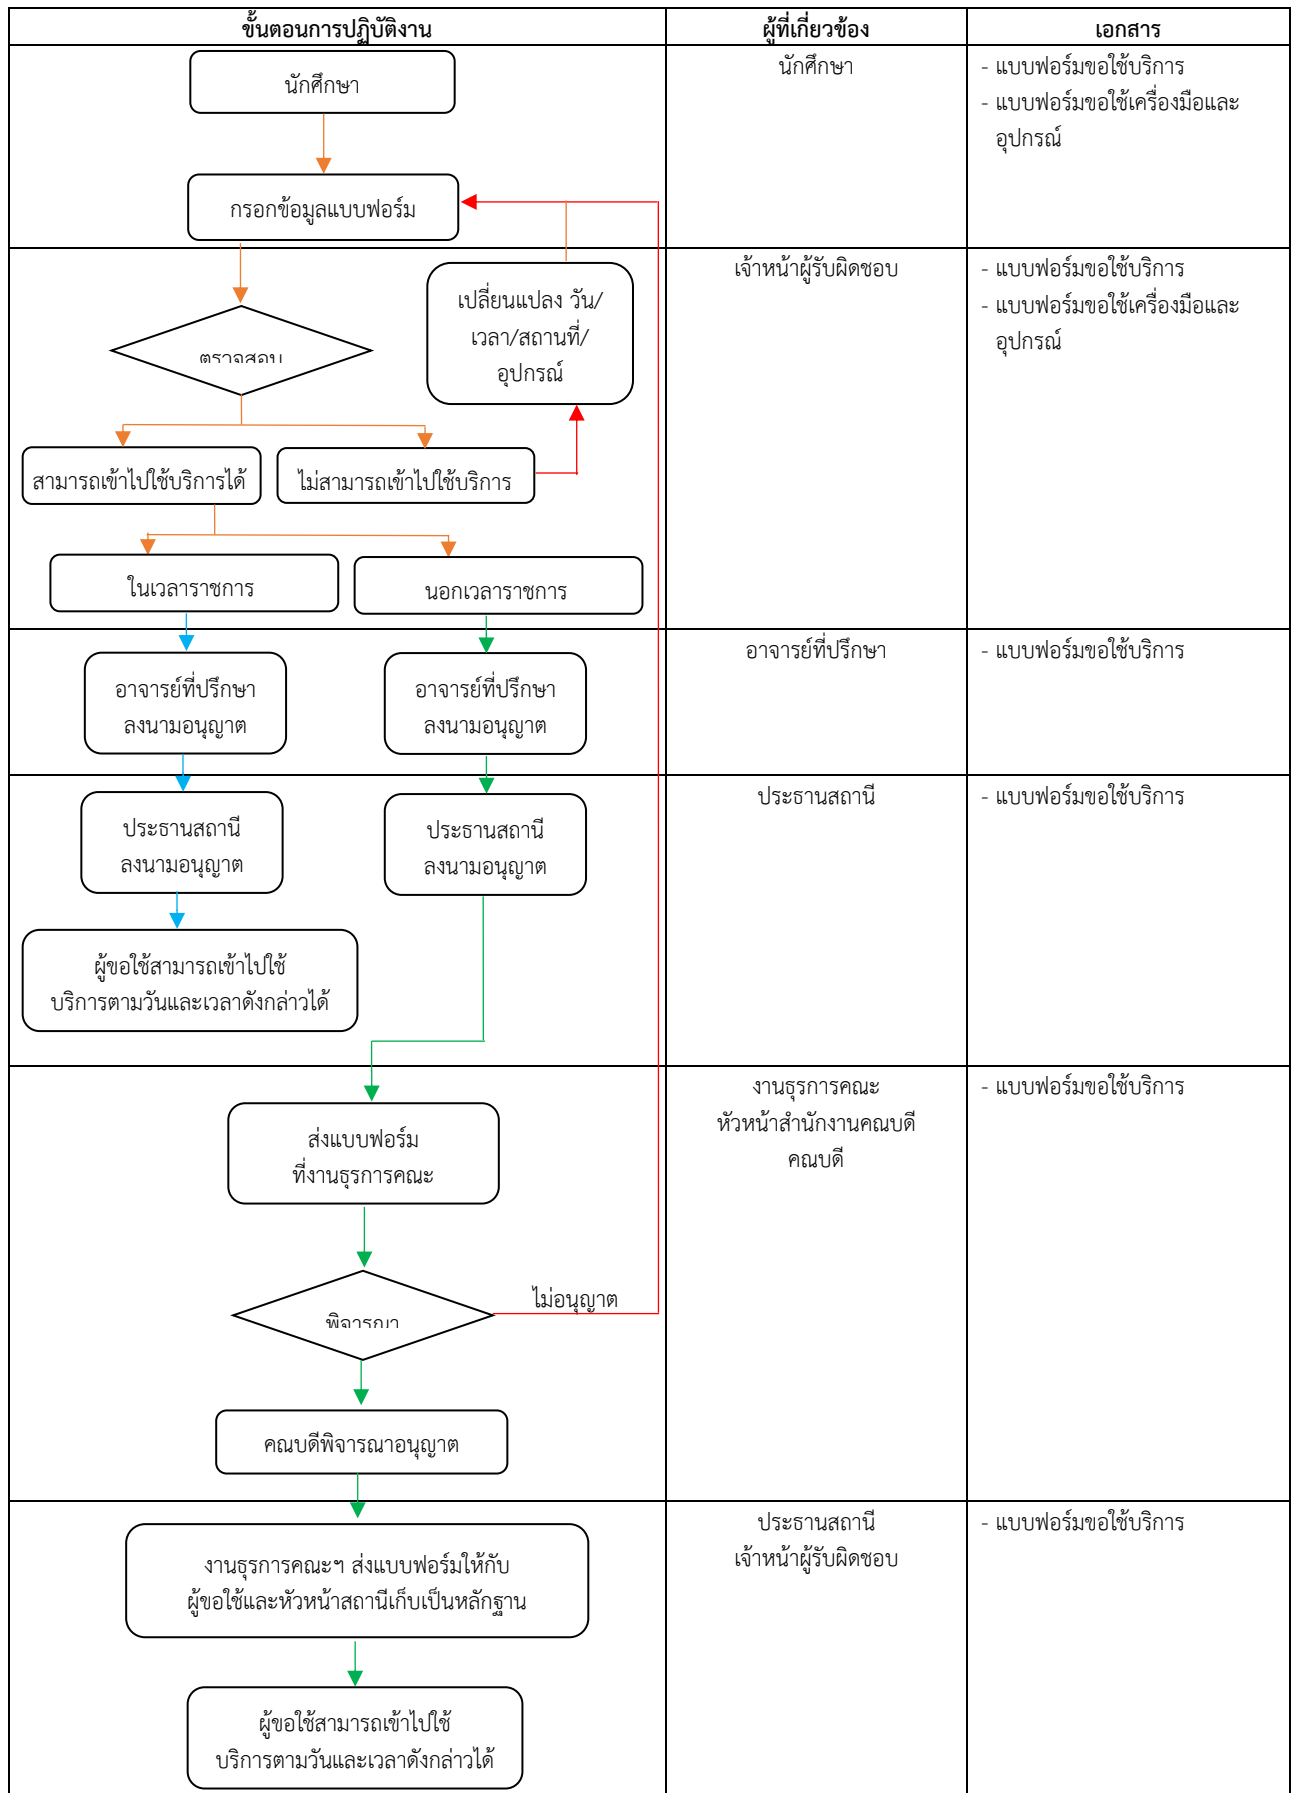 ขั้นตอนการปฏิบัติงาน
ผู้ที่เกี่ยวข้อง
เอกสาร
นักศึกษา
กรอกข้อมูลแบบฟอร์ม
นักศึกษา
- แบบฟอร์มขอใช้บริการ
- แบบฟอร์มขอใช้เครื่องมือและ
อุปกรณ์
เปลี่ยนแปลง วัน/
เวลา/สถานที่/
อุปกรณ์
ตรวจสอบ
สามารถเข้าไปใช้บริการได้
ไม่สามารถเข้าไปใช้บริการ
ในเวลาราชการ
นอกเวลาราชการ
เจ้าหน้าผู้รับผิดชอบ
- แบบฟอร์มขอใช้บริการ
- แบบฟอร์มขอใช้เครื่องมือและ
อุปกรณ์
อาจารย์ที่ปรึกษา
ลงนามอนุญาต
อาจารย์ที่ปรึกษา
ลงนามอนุญาต
อาจารย์ที่ปรึกษา
- แบบฟอร์มขอใช้บริการ
ประธานสถานี
ลงนามอนุญาต
ประธานสถานี
ลงนามอนุญาต
ผู้ขอใช้สามารถเข้าไปใช้
บริการตามวันและเวลาดังกล่าวได้
ประธานสถานี
- แบบฟอร์มขอใช้บริการ
ส่งแบบฟอร์ม
ที่งานธุรการคณะ
ไม่อนุญาต
พิจารณา
คณบดีพิจารณาอนุญาต
งานธุรการคณะ
หัวหน้าสำนักงานคณบดี
คณบดี
- แบบฟอร์มขอใช้บริการ
งานธุรการคณะฯ ส่งแบบฟอร์มให้กับ
ผู้ขอใช้และหัวหน้าสถานีเก็บเป็นหลักฐาน
ผู้ขอใช้สามารถเข้าไปใช้
บริการตามวันและเวลาดังกล่าวได้
ประธานสถานี
เจ้าหน้าผู้รับผิดชอบ
- แบบฟอร์มขอใช้บริการ